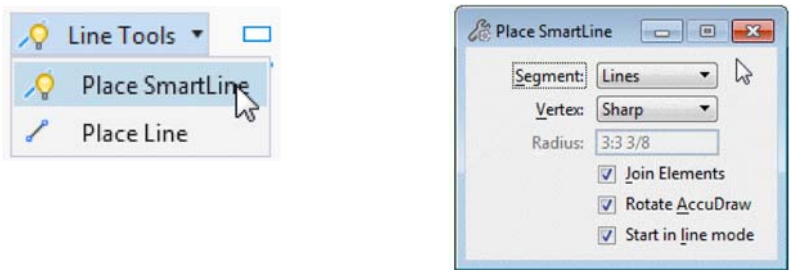 Line Tools
Place SmartLine
Place Line
Place SmartLine
Segment: Lines
Vertex: Sharp
Radius: 3:3 3/8
Join Elements
Rotate AccuDraw
Start in line mode